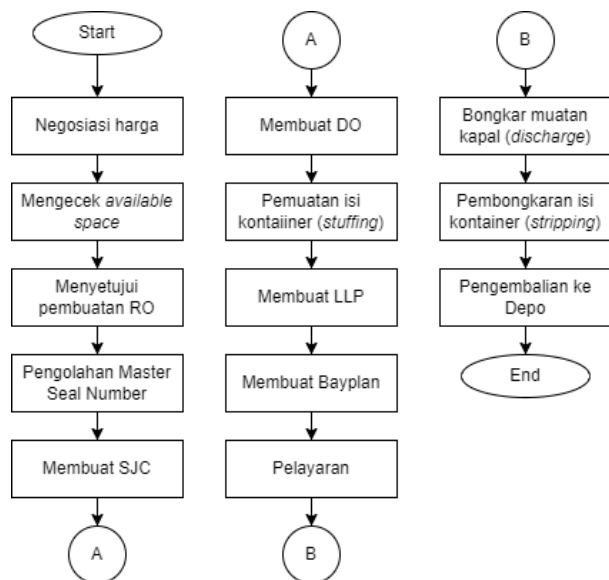 Start
Negosiasi harga
Mengecek available
space
Menyetujui
pembuatan RO
Pengolahan Master
Seal Number
Membuat SJC
A
A
Membuat DO
Pemuatan isi
kontaiiner (stuffing)
Membuat LLP
Membuat Bayplan
Pelayaran
B
B
Bongkar muatan
kapal (discharge)
Pembongkaran isi
kontainer (stripping)
Pengembalian ke
Depo
End